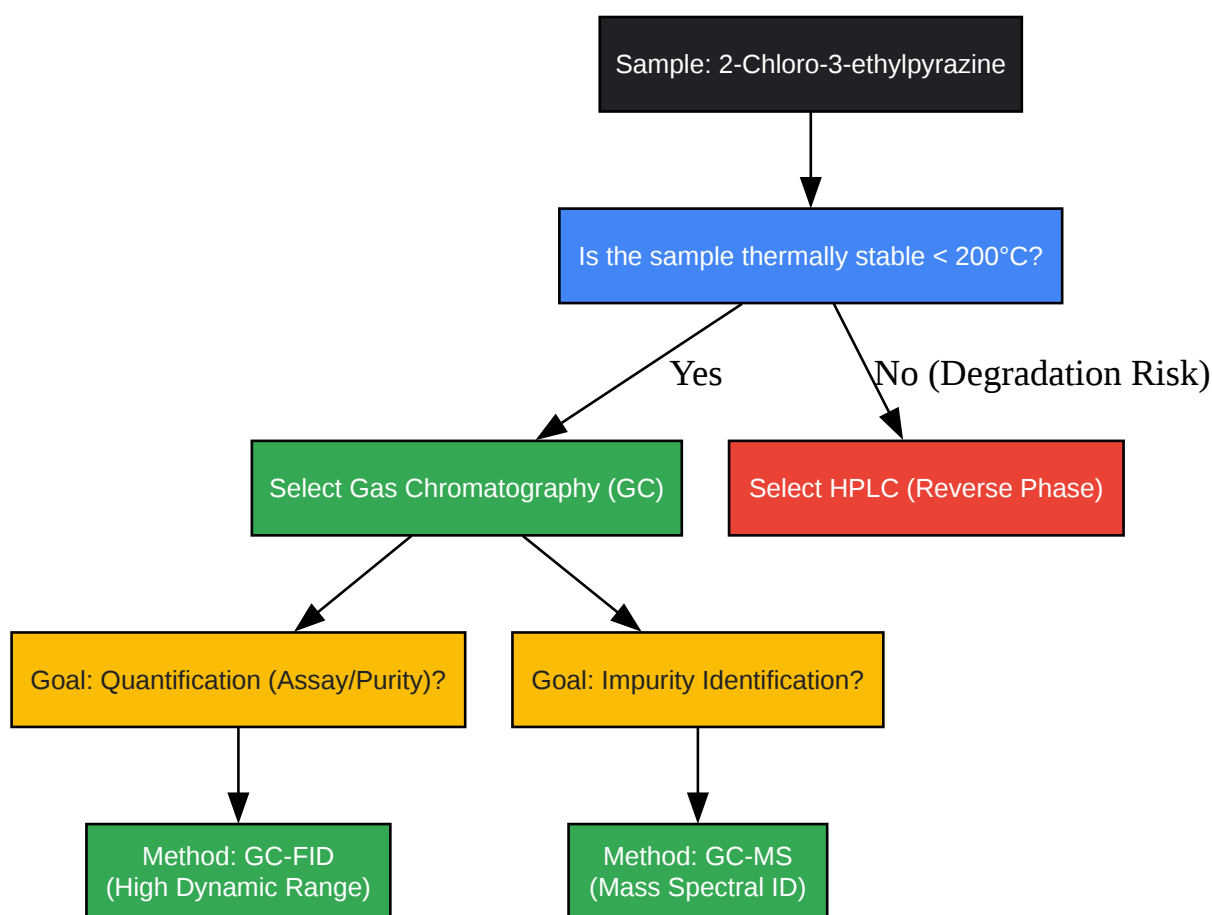 Sample: 2-Chloro-3-ethylpyrazine
Is the sample thermally stable < 200°C?
Yes
No (Degradation Risk)
Select Gas Chromatography (GC)
Select HPLC (Reverse Phase)
Goal: Quantification (Assay/Purity)?
Goal: Impurity Identification?
Method: GC-FID
(High Dynamic Range)
Method: GC-MS
(Mass Spectral ID)